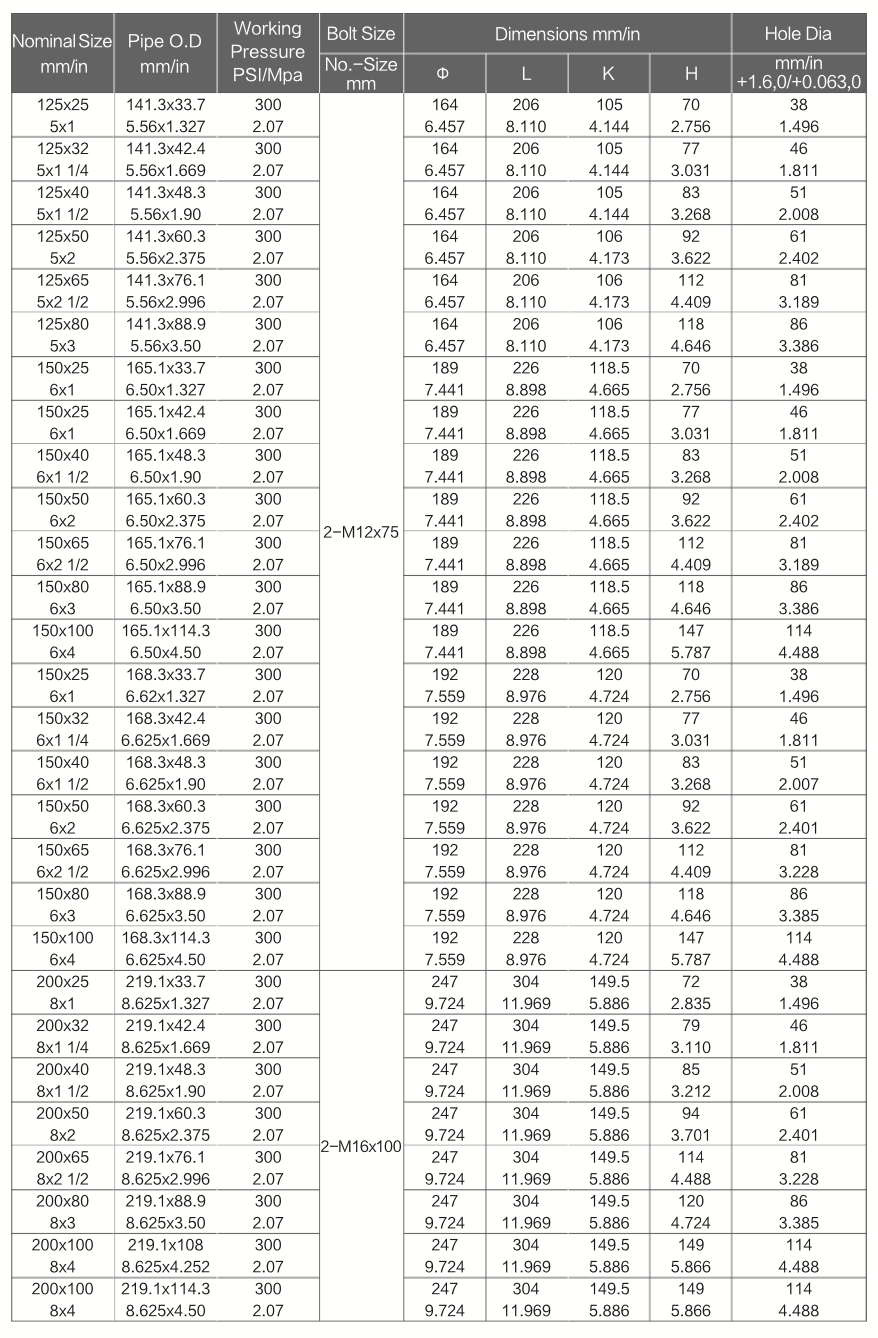 Nominal Size mm/in | Pipe O.D mm/in | Working Pressure PSI/Mpa | Bolt Size No.-Size mm | Dimensions mm/in Φ | L | K | H | Hole Dia mm/in +1.6,0/+0.063,0
125x25 141.3x33.7 300 164 206 105 70 38
5x1 5.56x1.327 2.07 6.457 8.110 4.144 2.756 1.496
125x32 141.3x42.4 300 164 206 105 77 46
5x1 1/4 5.56x1.669 2.07 6.457 8.110 4.144 3.031 1.811
125x40 141.3x48.3 300 164 206 105 83 51
5x1 1/2 5.56x1.90 2.07 6.457 8.110 4.144 3.268 2.008
125x50 141.3x60.3 300 164 206 106 92 61
5x2 5.56x2.375 2.07 6.457 8.110 4.173 3.622 2.402
125x65 141.3x76.1 300 164 206 106 112 81
5x2 1/2 5.56x2.996 2.07 6.457 8.110 4.173 4.409 3.189
125x80 141.3x88.9 300 164 206 106 118 86
5x3 5.56x3.50 2.07 6.457 8.110 4.173 4.646 3.386
150x25 165.1x33.7 300 189 226 118.5 70 38
6x1 6.50x1.327 2.07 7.441 8.898 4.665 2.756 1.496
150x25 165.1x42.4 300 189 226 118.5 77 46
6x1 6.50x1.669 2.07 7.441 8.898 4.665 3.031 1.811
150x40 165.1x48.3 300 189 226 118.5 83 51
6x1 1/2 6.50x1.90 2.07 7.441 8.898 4.665 3.268 2.008
150x50 165.1x60.3 300 189 226 118.5 92 61
6x2 6.50x2.375 2.07 7.441 8.898 4.665 3.622 2.402
2-M12x75
150x65 165.1x76.1 300 189 226 118.5 112 81
6x2 1/2 6.50x2.996 2.07 7.441 8.898 4.665 4.409 3.189
150x80 165.1x88.9 300 189 226 118.5 118 86
6x3 6.50x3.50 2.07 7.441 8.898 4.665 4.646 3.386
150x100 165.1x114.3 300 189 226 118.5 147 114
6x4 6.50x4.50 2.07 7.441 8.898 4.665 5.787 4.488
150x25 168.3x33.7 300 192 228 120 70 38
6x1 6.62x1.327 2.07 7.559 8.976 4.724 2.756 1.496
150x32 168.3x42.4 300 192 228 120 77 46
6x1 1/4 6.625x1.669 2.07 7.559 8.976 4.724 3.031 1.811
150x40 168.3x48.3 300 192 228 120 83 51
6x1 1/2 6.625x1.90 2.07 7.559 8.976 4.724 3.268 2.007
150x50 168.3x60.3 300 192 228 120 92 61
6x2 6.625x2.375 2.07 7.559 8.976 4.724 3.622 2.401
150x65 168.3x76.1 300 192 228 120 112 81
6x2 1/2 6.625x2.996 2.07 7.559 8.976 4.724 4.409 3.228
150x80 168.3x88.9 300 192 228 120 118 86
6x3 6.625x3.50 2.07 7.559 8.976 4.724 4.646 3.385
150x100 168.3x114.3 300 192 228 120 147 114
6x4 6.625x4.50 2.07 7.559 8.976 4.724 5.787 4.488
200x25 219.1x33.7 300 247 304 149.5 72 38
8x1 8.625x1.327 2.07 9.724 11.969 5.886 2.835 1.496
200x32 219.1x42.4 300 247 304 149.5 79 46
8x1 1/4 8.625x1.669 2.07 9.724 11.969 5.886 3.110 1.811
200x40 219.1x48.3 300 247 304 149.5 85 51
8x1 1/2 8.625x1.90 2.07 9.724 11.969 5.886 3.212 2.008
200x50 219.1x60.3 300 247 304 149.5 94 61
8x2 8.625x2.375 2.07 9.724 11.969 5.886 3.701 2.401
2-M16x100
200x65 219.1x76.1 300 247 304 149.5 114 81
8x2 1/2 8.625x2.996 2.07 9.724 11.969 5.886 4.488 3.228
200x80 219.1x88.9 300 247 304 149.5 120 86
8x3 8.625x3.50 2.07 9.724 11.969 5.886 4.724 3.385
200x100 219.1x108 300 247 304 149.5 149 114
8x4 8.625x4.252 2.07 9.724 11.969 5.886 5.866 4.488
200x100 219.1x114.3 300 247 304 149.5 149 114
8x4 8.625x4.50 2.07 9.724 11.969 5.886 5.866 4.488